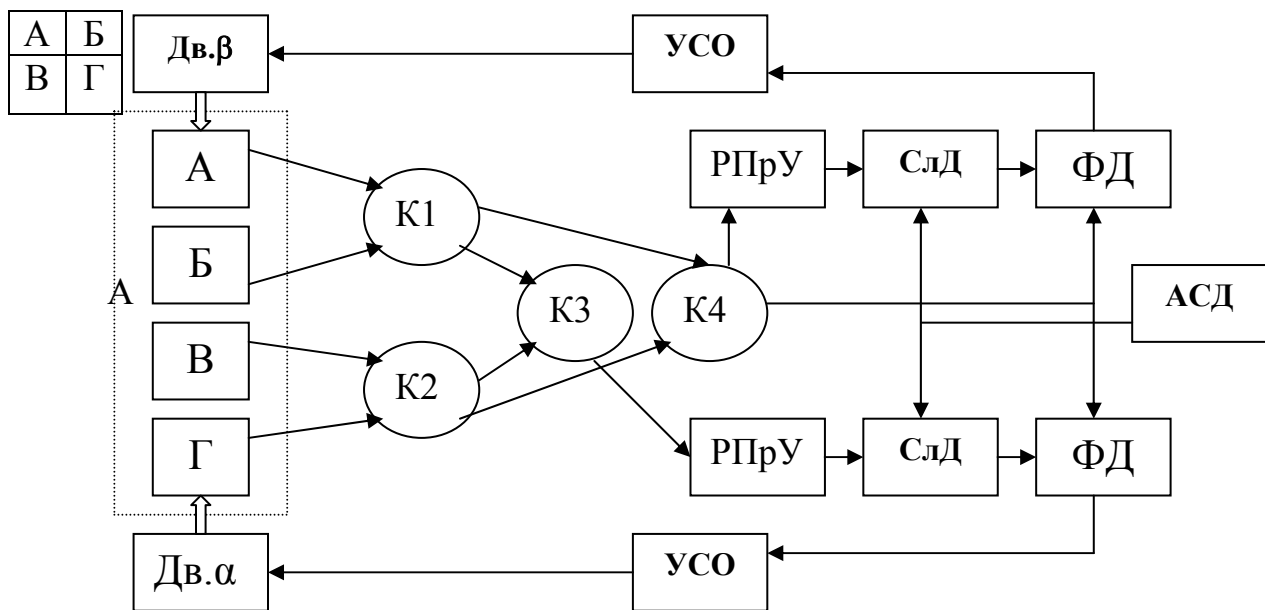 А Б
В Г
Дв.β
УСО
А
РПрУ
СлД
ФД
К1
Б
А
К3
К4
АСД
В
К2
Г
РПрУ
СлД
ФД
Дв.α
УСО